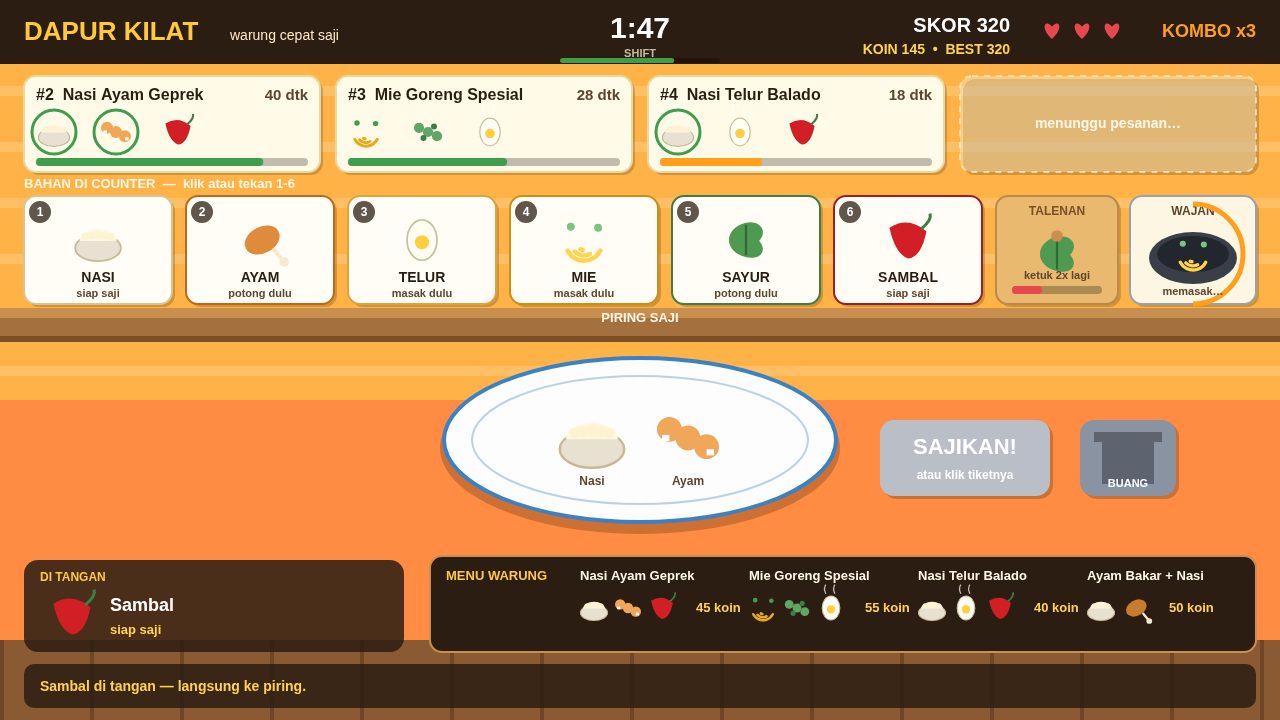 DAPUR KILAT
warung cepat saji
1:47
SHIFT
SKOR 320
KOIN 145 • BEST 320
KOMBO x3
#2 Nasi Ayam Geprek
40 dtk
#3 Mie Goreng Spesial
28 dtk
#4 Nasi Telur Balado
18 dtk
menunggu pesanan...
BAHAN DI COUNTER — klik atau tekan 1-6
1
NASI
siap saji
2
AYAM
potong dulu
3
TELUR
masak dulu
4
MIE
masak dulu
5
SAYUR
potong dulu
6
SAMBAL
siap saji
TALENAN
ketuk 2x lagi
WAJAN
memasak...
PIRING SAJI
Nasi
Ayam
SAJIKAN!
atau klik tiketnya
BUANG
DI TANGAN
Sambal
siap saji
MENU WARUNG
Nasi Ayam Geprek
45 koin
Mie Goreng Spesial
55 koin
Nasi Telur Balado
40 koin
Ayam Bakar + Nasi
50 koin
Sambal di tangan — langsung ke piring.